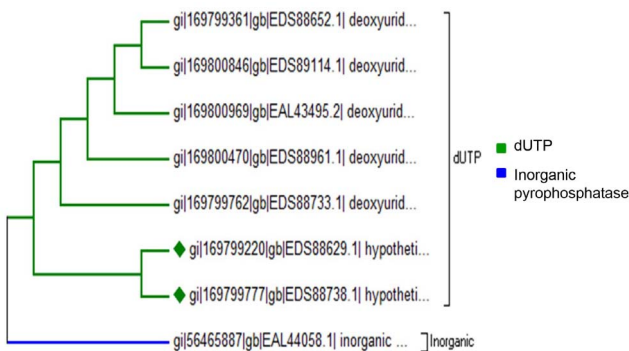 gi|169799361|gb|EDS88652.1| deoxyurid...
gi|169800846|gb|EDS89114.1| deoxyurid...
gi|169800969|gb|EAL43495.2| deoxyurid...
gi|169800470|gb|EDS88961.1| deoxyurid...
gi|169799762|gb|EDS88733.1| deoxyurid...
gi|169799220|gb|EDS88629.1| hypotheti...
gi|169799777|gb|EDS88738.1| hypotheti...
gi|56465887|gb|EAL44058.1| inorganic ...
dUTP
Inorganic
dUTP
Inorganic
pyrophosphatase